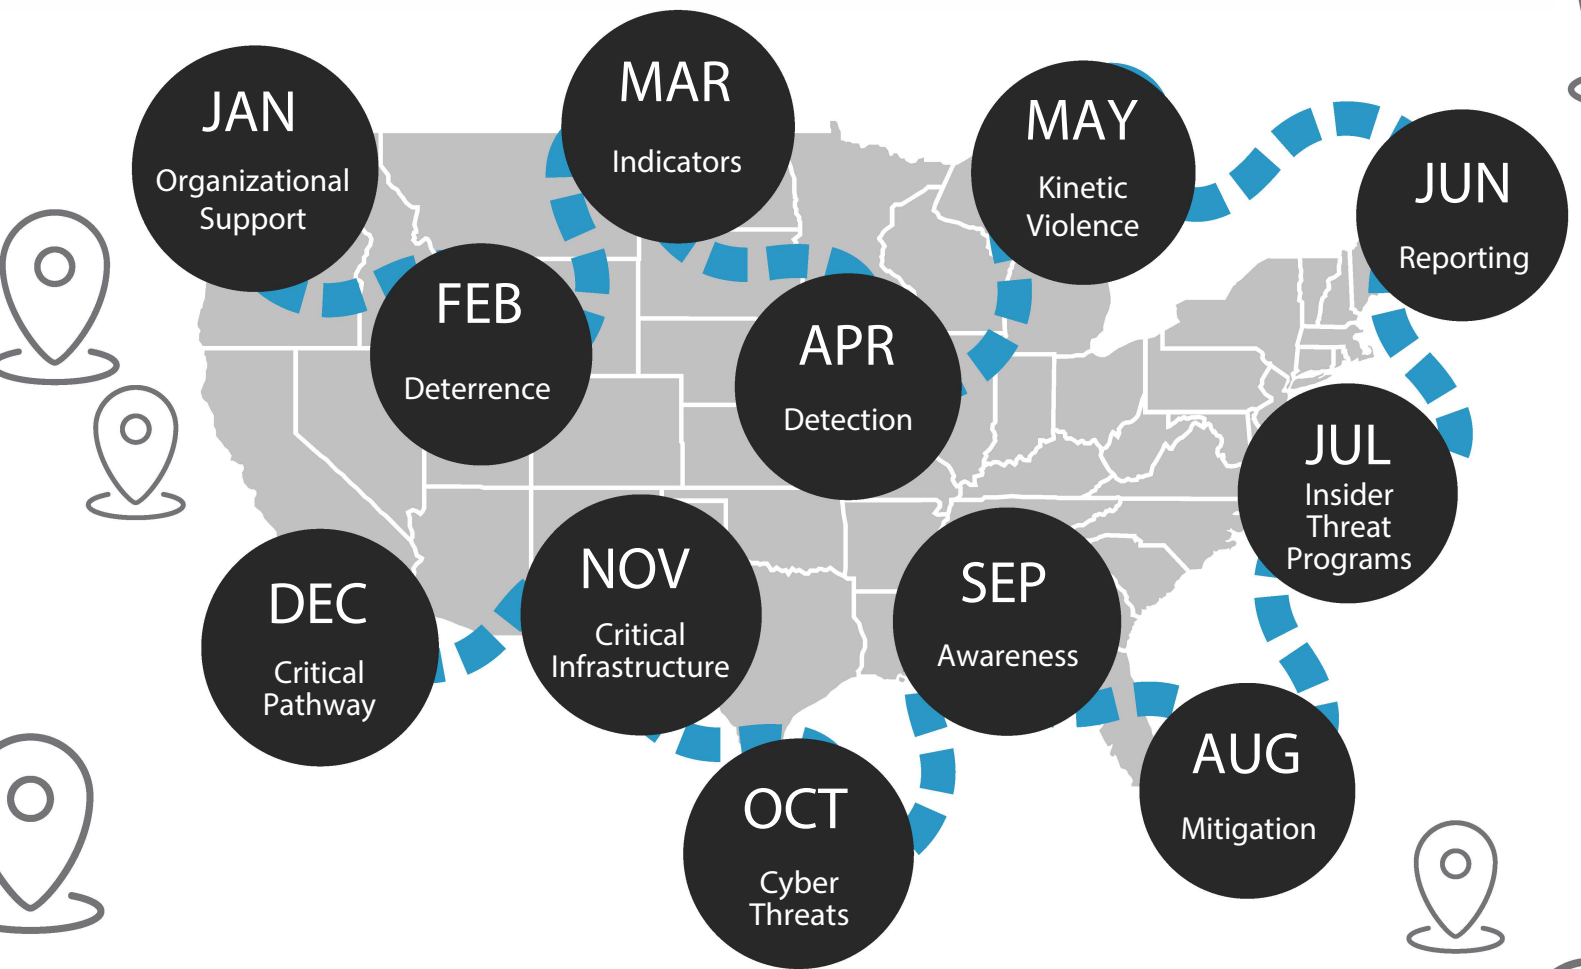 JAN
Organizational
Support
FEB
Deterrence
MAR
Indicators
APR
Detection
MAY
Kinetic
Violence
JUN
Reporting
JUL
Insider
Threat
Programs
AUG
Mitigation
SEP
Awareness
OCT
Cyber
Threats
NOV
Critical
Infrastructure
DEC
Critical
Pathway